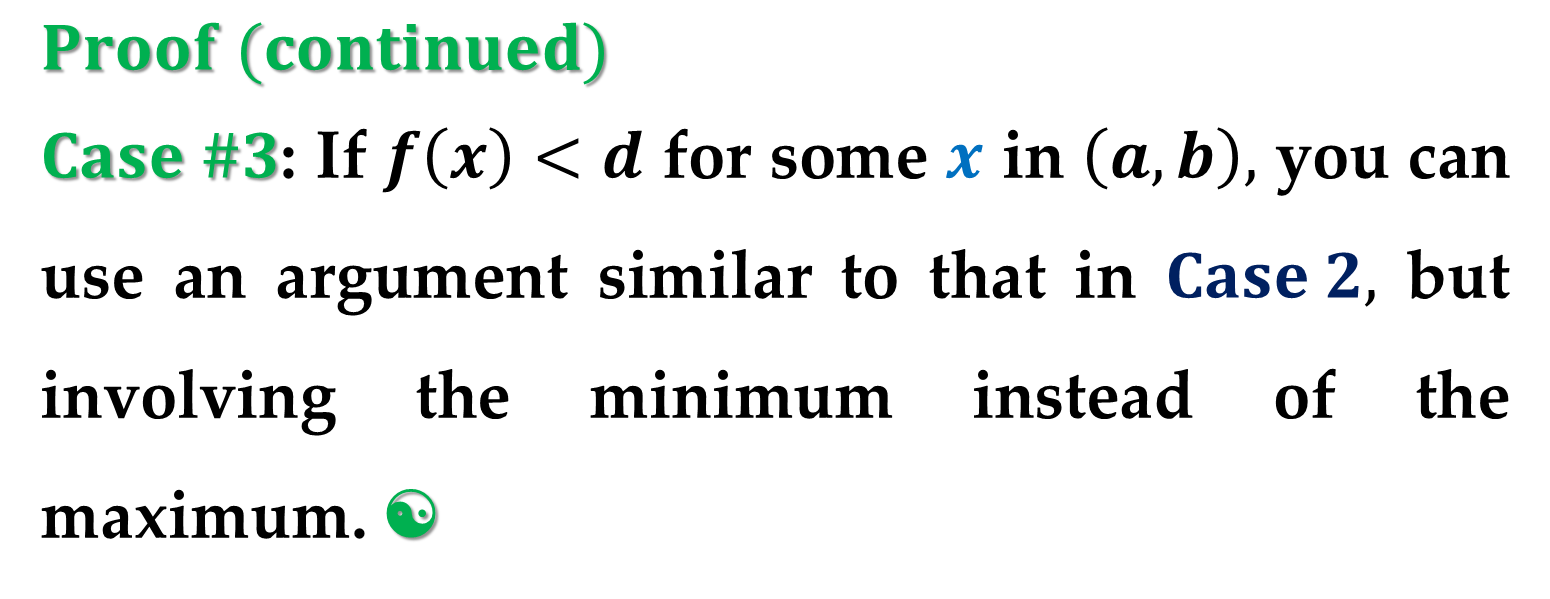 Proof (continued)
Case #3: If f(x) < d for some x in (a, b), you can
use an argument similar to that in Case 2, but
involving the minimum instead of the
maximum. ☯